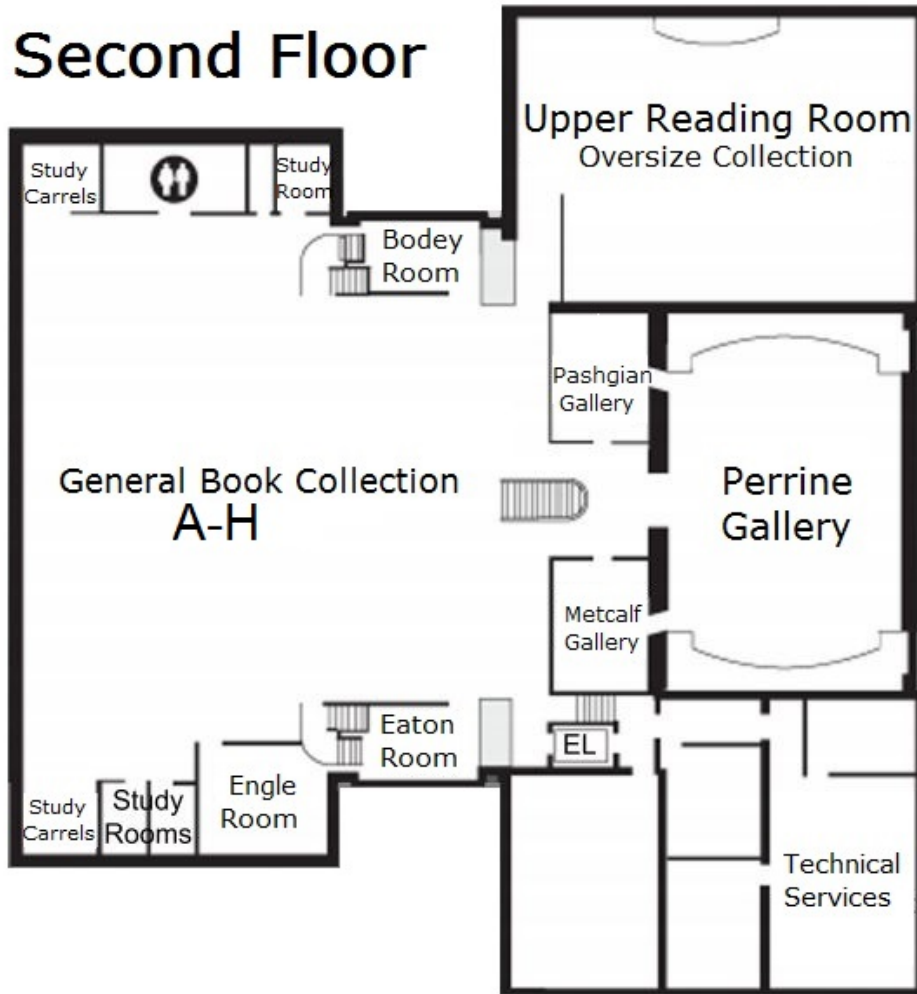 Second Floor
Upper Reading Room
Oversize Collection
Study
Carrels
Study
Room
Bodey
Room
Pashgian
Gallery
General Book Collection
A-H
Perrine
Gallery
Metcalf
Gallery
Eaton
Room
EL
Engle
Room
Study
Carrels
Study
Rooms
Technical
Services